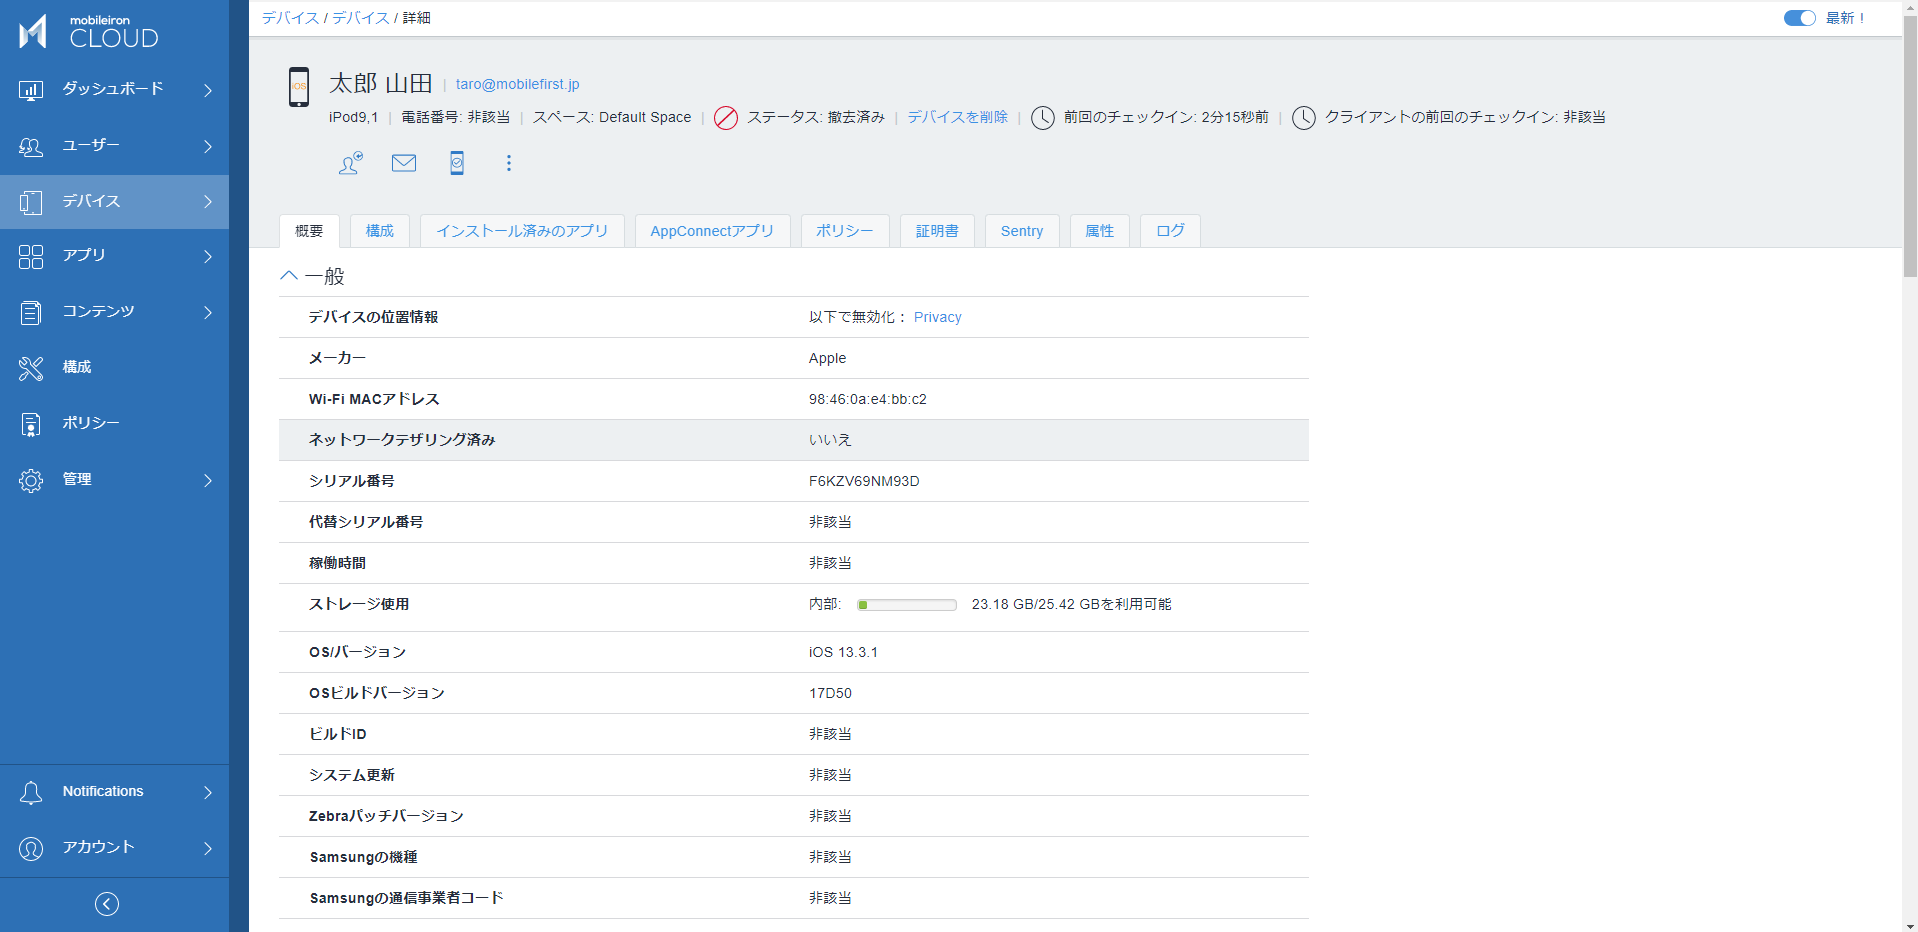 mobileiron
CLOUD
デバイス / デバイス / 詳細
最新！
ダッシュボード
ユーザー
デバイス
アプリ
コンテンツ
構成
ポリシー
管理
Notifications
アカウント
iOS
太郎 山田 | taro@mobilefirst.jp
iPod9,1 | 電話番号: 非該当 | スペース: Default Space | ステータス: 撤去済み | デバイスを削除 | 前回のチェックイン: 2分15秒前 | クライアントの前回のチェックイン: 非該当
概要 構成 インストール済みのアプリ AppConnectアプリ ポリシー 証明書 Sentry 属性 ログ
一般
デバイスの位置情報 以下で無効化： Privacy
メーカー Apple
Wi-Fi MACアドレス 98:46:0a:e4:bb:c2
ネットワークテザリング済み いいえ
シリアル番号 F6KZV69NM93D
代替シリアル番号 非該当
稼働時間 非該当
ストレージ使用 内部: 23.18 GB/25.42 GBを利用可能
OS/バージョン iOS 13.3.1
OSビルドバージョン 17D50
ビルドID 非該当
システム更新 非該当
Zebraパッチバージョン 非該当
Samsungの機種 非該当
Samsungの通信事業者コード 非該当